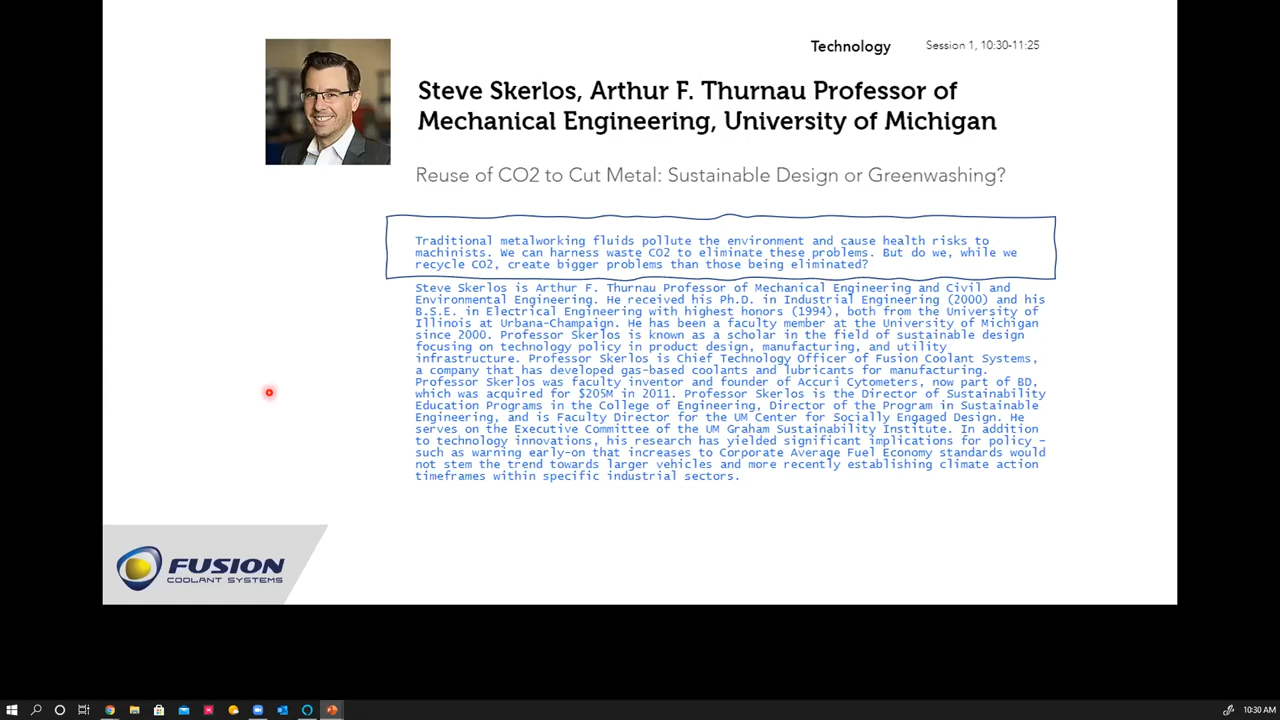 Technology Session 1, 10:30-11:25
Steve Skerlos, Arthur F. Thurnau Professor of
Mechanical Engineering, University of Michigan
Reuse of CO2 to Cut Metal: Sustainable Design or Greenwashing?
Traditional metalworking fluids pollute the environment and cause health risks to
machinists. We can harness waste CO2 to eliminate these problems. But do we, while we
recycle CO2, create bigger problems than those being eliminated?
Steve Skerlos is Arthur F. Thurnau Professor of Mechanical Engineering and Civil and
Environmental Engineering. He received his Ph.D. in Industrial Engineering (2000) and his
B.S.E. in Electrical Engineering with highest honors (1994), both from the University of
Illinois at Urbana-Champaign. He has been a faculty member at the University of Michigan
since 2000. Professor Skerlos is known as a scholar in the field of sustainable design
focusing on technology policy in product design, manufacturing, and utility
infrastructure. Professor Skerlos is Chief Technology Officer of Fusion Coolant Systems,
a company that has developed gas-based coolants and lubricants for manufacturing.
Professor Skerlos was faculty inventor and founder of Accuri Cytometers, now part of BD,
which was acquired for $205M in 2011. Professor Skerlos is the Director of Sustainability
Education Programs in the College of Engineering, Director of the Program in Sustainable
Engineering, and is Faculty Director for the UM Center for Socially Engaged Design. He
serves on the Executive Committee of the UM Graham Sustainability Institute. In addition
to technology innovations, his research has yielded significant implications for policy –
such as warning early-on that increases to Corporate Average Fuel Economy standards would
not stem the trend towards larger vehicles and more recently establishing climate action
timeframes within specific industrial sectors.
FUSION
COOLANT SYSTEMS
10:30 AM